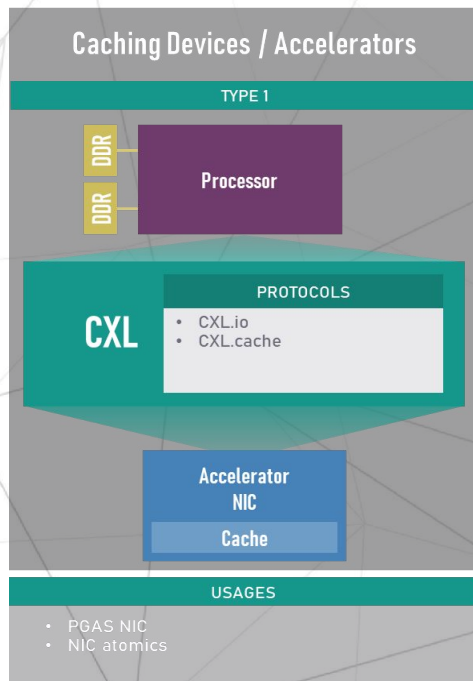 Caching Devices / Accelerators
TYPE 1
DDR
DDR
Processor
CXL
PROTOCOLS
• CXL.io
• CXL.cache
Accelerator
NIC
Cache
USAGES
• PGAS NIC
• NIC atomics